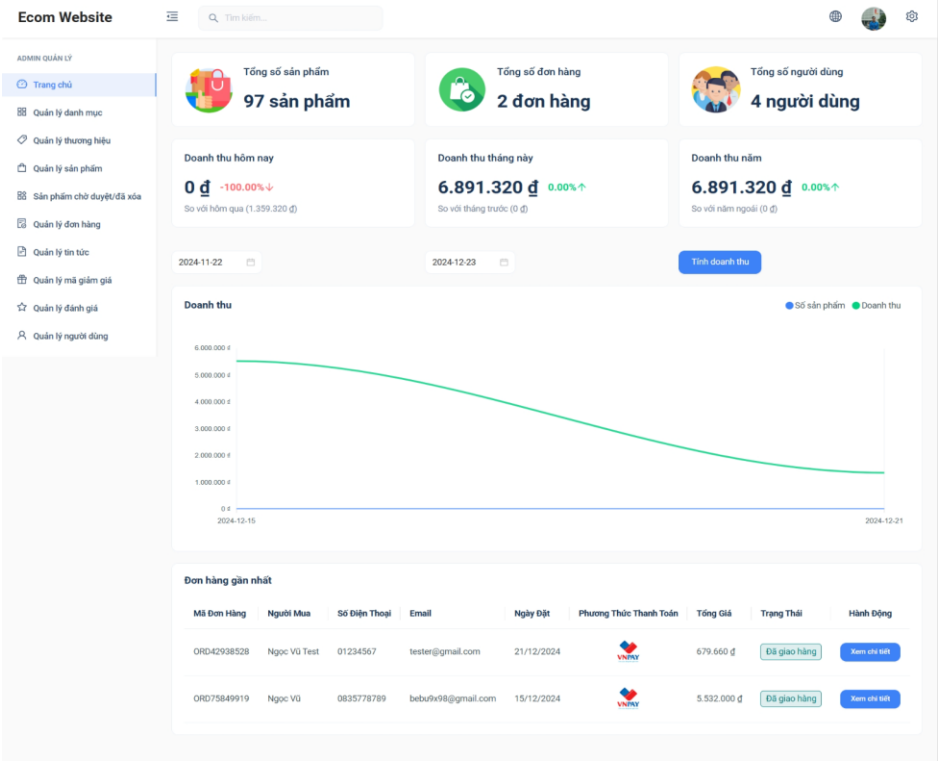 Ecom Website
Tìm kiếm...
ADMIN QUẢN LÝ
Trang chủ
Quản lý danh mục
Quản lý thương hiệu
Quản lý sản phẩm
Sản phẩm chờ duyệt/đã xóa
Quản lý đơn hàng
Quản lý tin tức
Quản lý mã giảm giá
Quản lý đánh giá
Quản lý người dùng
Tổng số sản phẩm
97 sản phẩm
Tổng số đơn hàng
2 đơn hàng
Tổng số người dùng
4 người dùng
Doanh thu hôm nay
0 ₫ -100.00%↓
So với hôm qua (1.359.320 ₫)
Doanh thu tháng này
6.891.320 ₫ 0.00%↑
So với tháng trước (0 ₫)
Doanh thu năm
6.891.320 ₫ 0.00%↑
So với năm ngoái (0 ₫)
2024-11-22
2024-12-23
Tính doanh thu
Doanh thu
Số sản phẩm Doanh thu
6.000.000 ₫
5.000.000 ₫
4.000.000 ₫
3.000.000 ₫
2.000.000 ₫
1.000.000 ₫
0 ₫
2024-12-15 2024-12-21
Đơn hàng gần nhất
Mã Đơn Hàng Người Mua Số Điện Thoại Email Ngày Đặt Phương Thức Thanh Toán Tổng Giá Trạng Thái Hành Động
ORD42938528 Ngọc Vũ Test 01234567 tester@gmail.com 21/12/2024 VNPAY 679.660 ₫ Đã giao hàng Xem chi tiết
ORD75849919 Ngọc Vũ 0835778789 bebu9x98@gmail.com 15/12/2024 VNPAY 5.532.000 ₫ Đã giao hàng Xem chi tiết